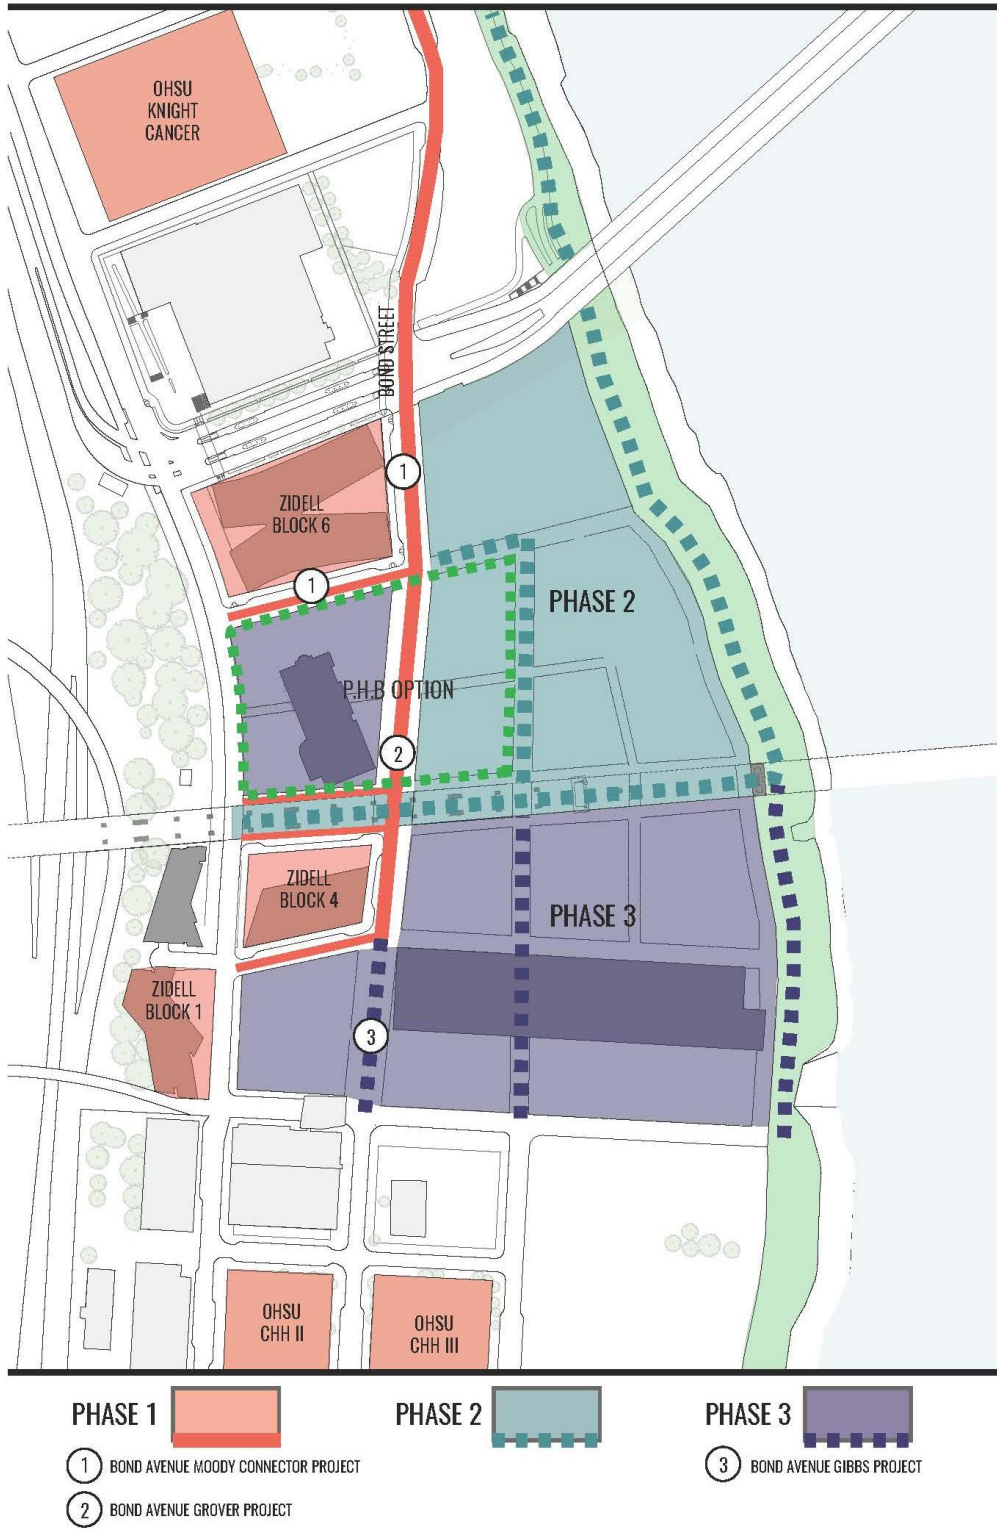 OHSU
KNIGHT
CANCER
BOND STREET
1
ZIDELL
BLOCK 6
1
PHASE 2
P.H.B OPTION
2
ZIDELL
BLOCK 4
PHASE 3
ZIDELL
BLOCK 1
3
OHSU
CHH II
OHSU
CHH III
PHASE 1
PHASE 2
PHASE 3
1 BOND AVENUE MOODY CONNECTOR PROJECT
3 BOND AVENUE GIBBS PROJECT
2 BOND AVENUE GROVER PROJECT